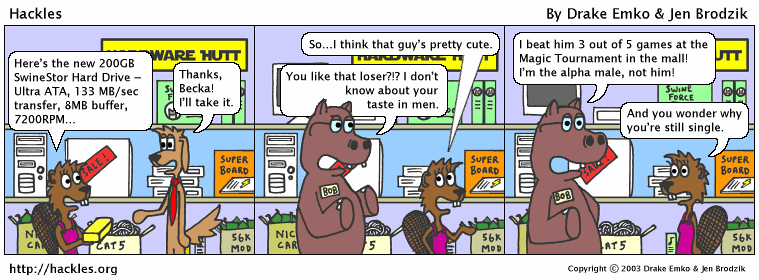 Hackles
By Drake Emko & Jen Brodzik
HARDWARE HUTT
Here's the new 200GB
SwineStor Hard Drive –
Ultra ATA, 133 MB/sec
transfer, 8MB buffer,
7200RPM...
Thanks,
Becka!
I'll take it.
SALE!
SUPER
BOARD
CAT5
56K
MOD
So...I think that guy's pretty cute.
You like that loser?!? I don't
know about your
taste in men.
BOB
SUPER
BOARD
CAT5
56K
MOD
I beat him 3 out of 5 games at the
Magic Tournament in the mall!
I'm the alpha male, not him!
And you wonder why
you're still single.
SWINE
FORCE
BOB
SUPER
BOARD
CAT 5
56K
MOD
http://hackles.org
Copyright © 2003 Drake Emko & Jen Brodzik